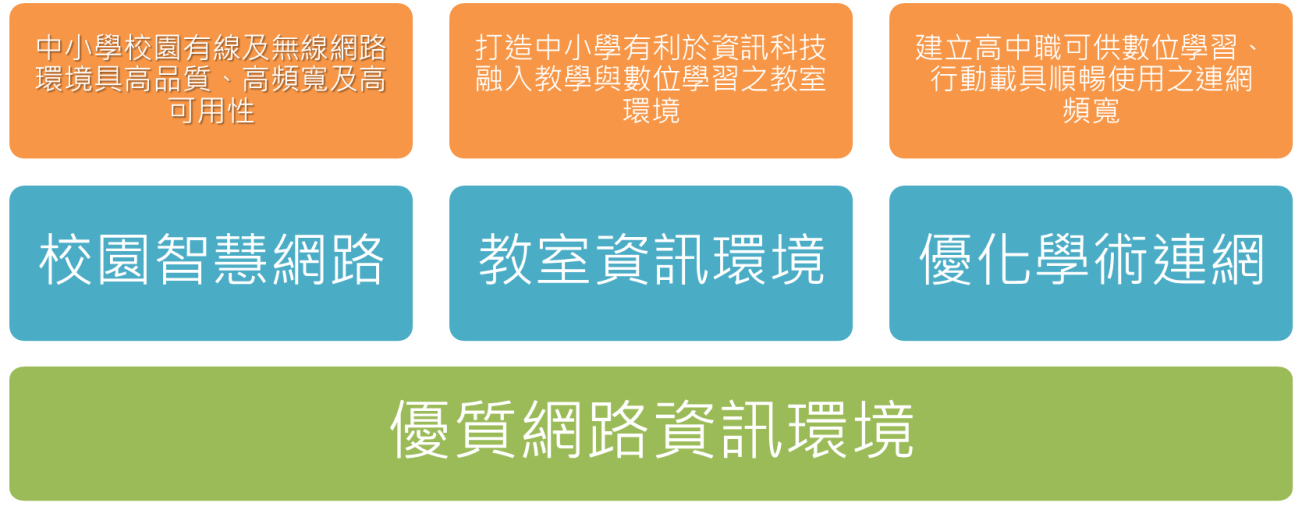 中小學校園有線及無線網路
環境具高品質、高頻寬及高
可用性
打造中小學有利於資訊科技
融入教學與數位學習之教室
環境
建立高中職可供數位學習、
行動載具順暢使用之連網
頻寬
校園智慧網路
教室資訊環境
優化學術連網
優質網路資訊環境